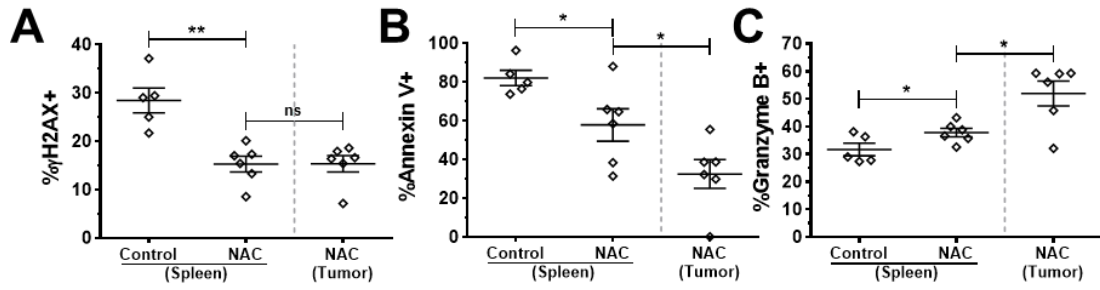 A
%γH2AX+
40
30
20
10
0
**
ns
Control
NAC
NAC
(Spleen)
(Tumor)
B
%Annexin V+
100
80
60
40
20
0
*
*
Control
NAC
NAC
(Spleen)
(Tumor)
C
%Granzyme B+
70
60
50
40
30
20
10
0
*
*
Control
NAC
NAC
(Spleen)
(Tumor)